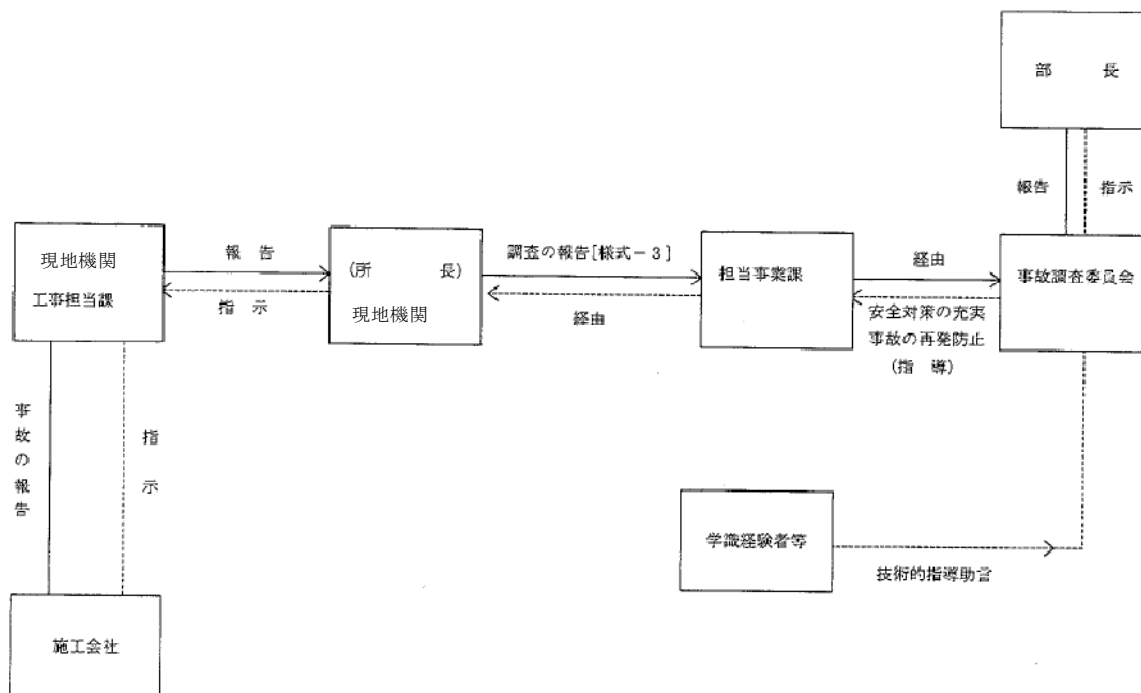 部　　長
報告
指示
現地機関
工事担当課
報　告
指　示
(所　　長)
現地機関
調査の報告[様式－3]
経由
担当事業課
経由
安全対策の充実
事故の再発防止
(指　導)
事故調査委員会
事故の報告
指　示
学識経験者等
技術的指導助言
施工会社